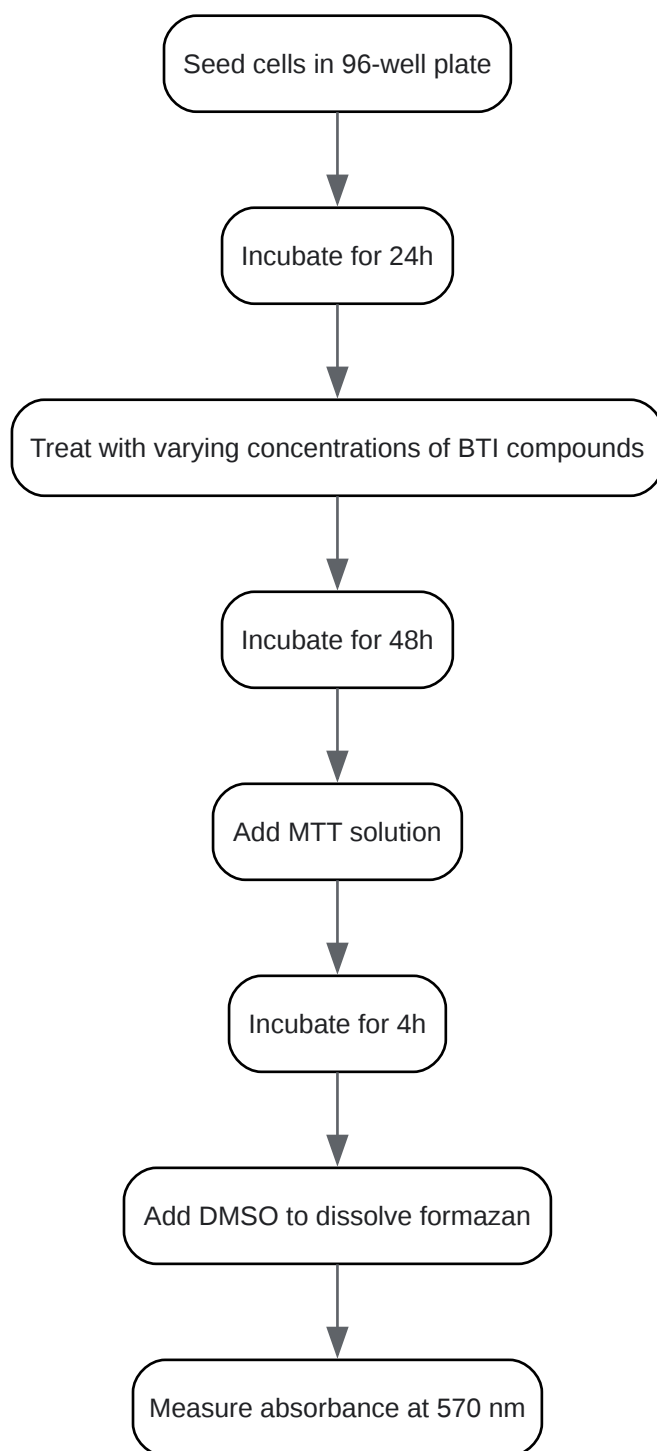 Seed cells in 96-well plate
Incubate for 24h
Treat with varying concentrations of BTI compounds
Incubate for 48h
Add MTT solution
Incubate for 4h
Add DMSO to dissolve formazan
Measure absorbance at 570 nm